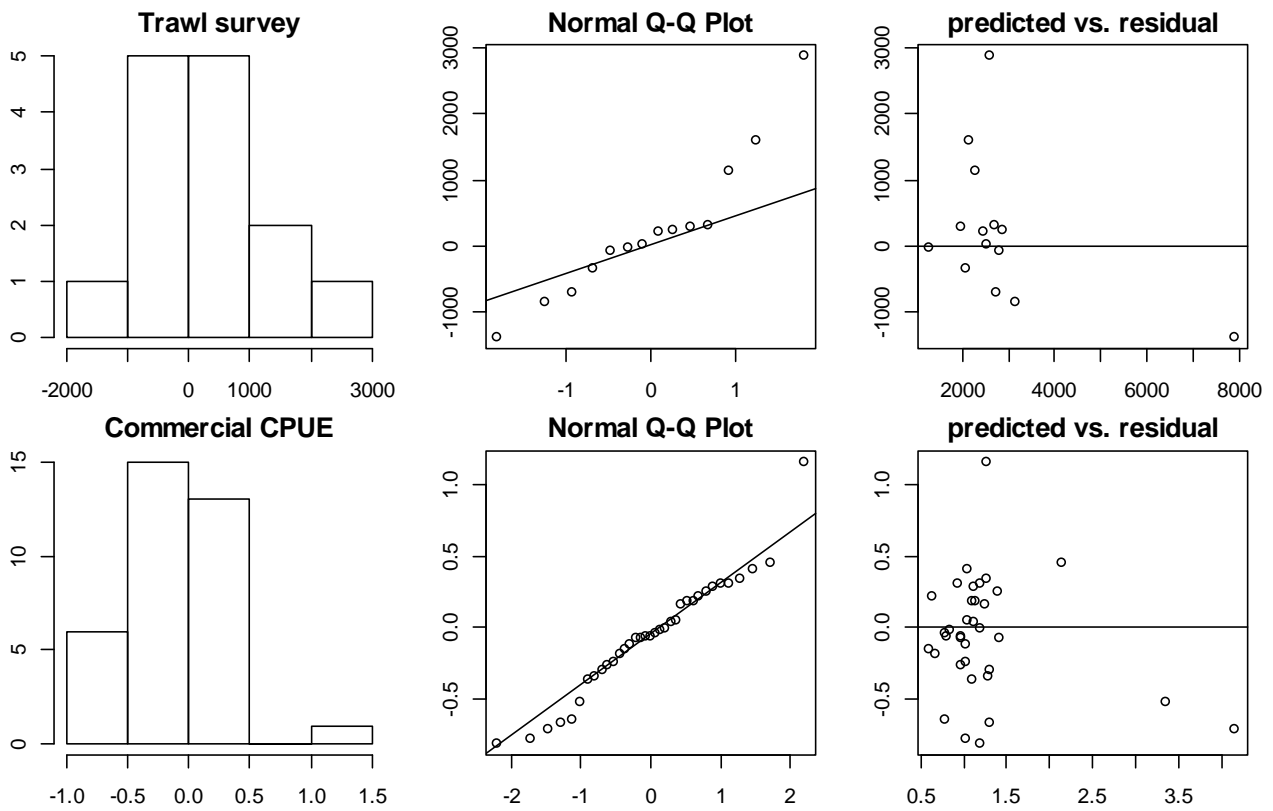 Trawl survey
0 1 2 3 4 5
-2000 0 1000 3000
Normal Q-Q Plot
-1000 0 1000 2000 3000
-1 0 1
predicted vs. residual
-1000 0 1000 2000 3000
2000 4000 6000 8000
Commercial CPUE
0 5 10 15
-1.0 -0.5 0.0 0.5 1.0 1.5
Normal Q-Q Plot
-0.5 0.0 0.5 1.0
-2 -1 0 1 2
predicted vs. residual
-0.5 0.0 0.5 1.0
0.5 1.5 2.5 3.5